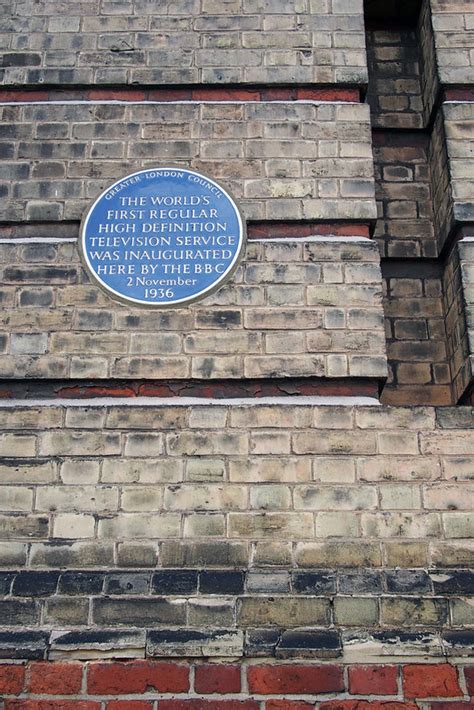 GREATER LONDON COUNCIL
THE WORLD'S
FIRST REGULAR
HIGH DEFINITION
TELEVISION SERVICE
WAS INAUGURATED
HERE BY THE BBC
2 November
1936